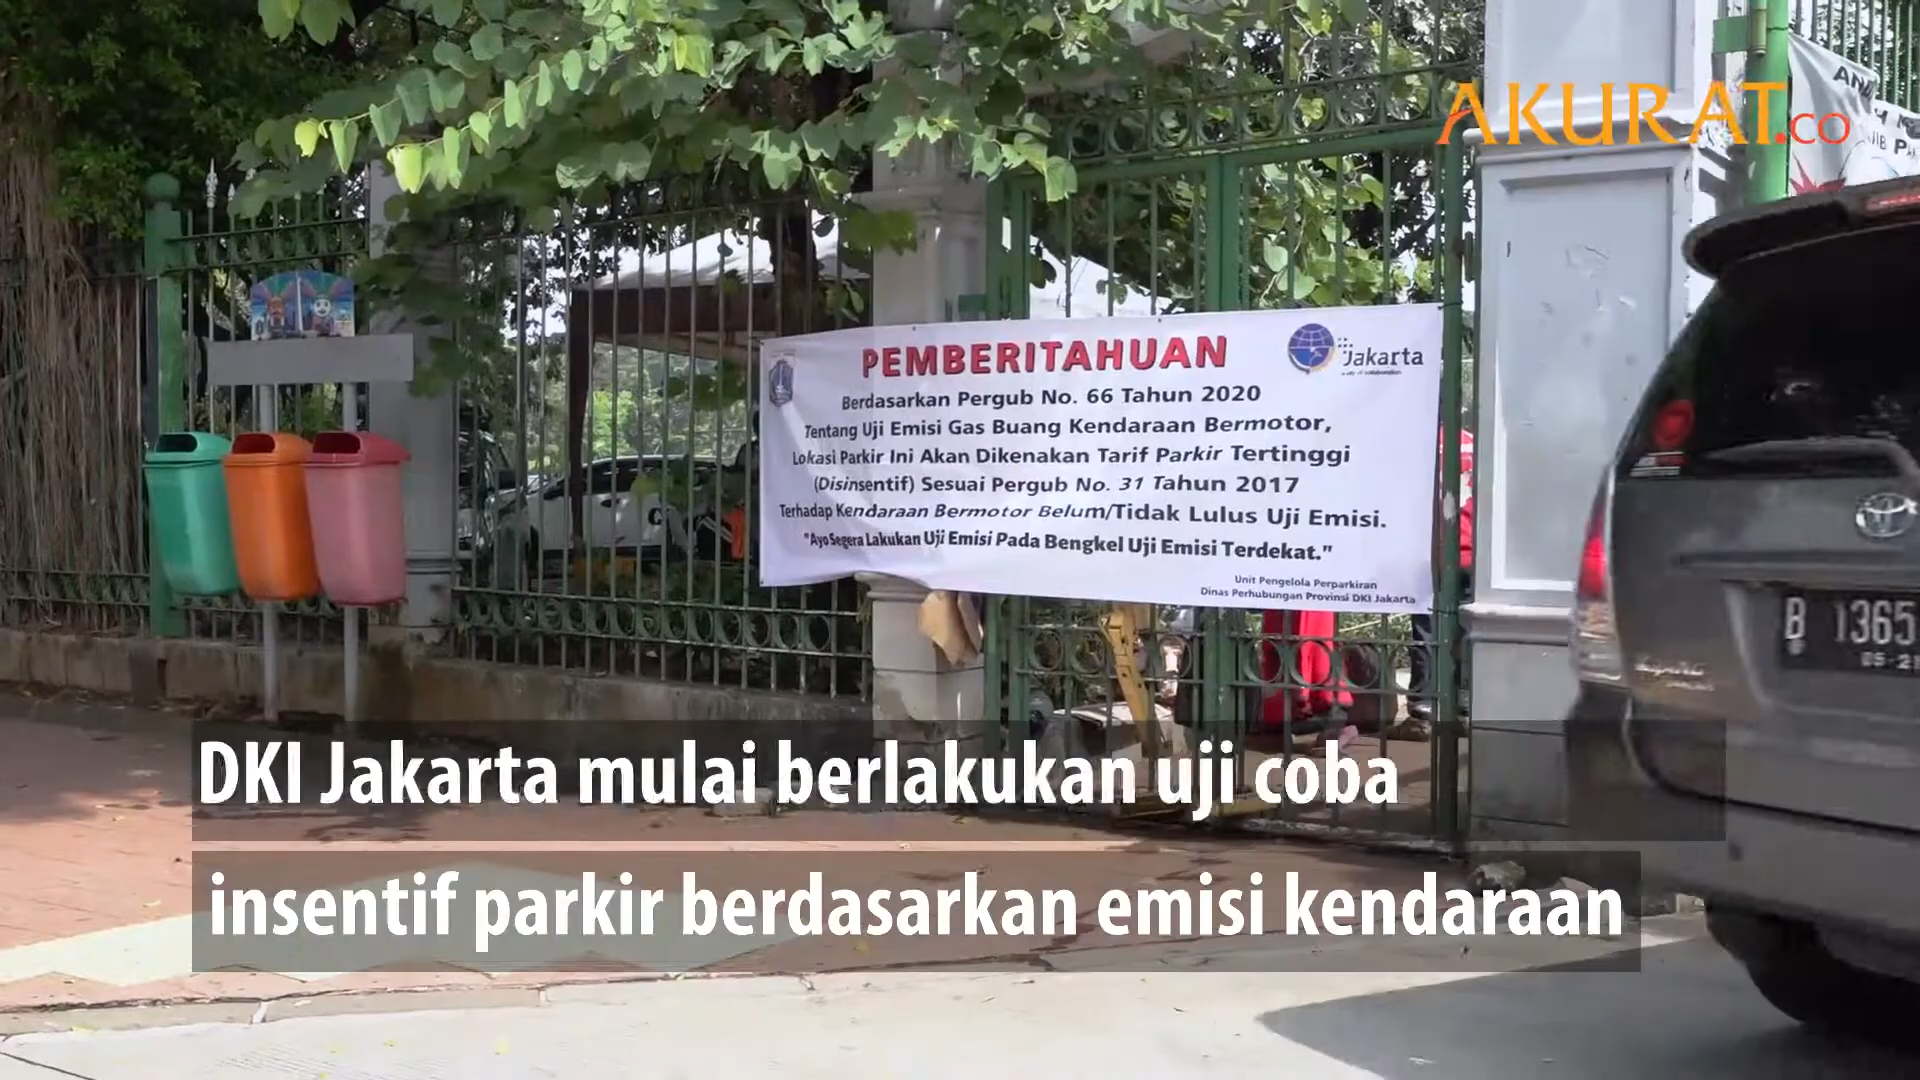 AKURAT.co
PEMBERITAHUAN
Jakarta
Berdasarkan Pergub No. 66 Tahun 2020
Tentang Uji Emisi Gas Buang Kendaraan Bermotor,
Lokasi Parkir Ini Akan Dikenakan Tarif Parkir Tertinggi
(Disinsentif) Sesuai Pergub No. 31 Tahun 2017
Terhadap Kendaraan Bermotor Belum/Tidak Lulus Uji Emisi.
"Ayo Segera Lakukan Uji Emisi Pada Bengkel Uji Emisi Terdekat."
Unit Pengelola Perparkiran
Dinas Perhubungan Provinsi DKI Jakarta
B 1365
05·21
DKI Jakarta mulai berlakukan uji coba
insentif parkir berdasarkan emisi kendaraan